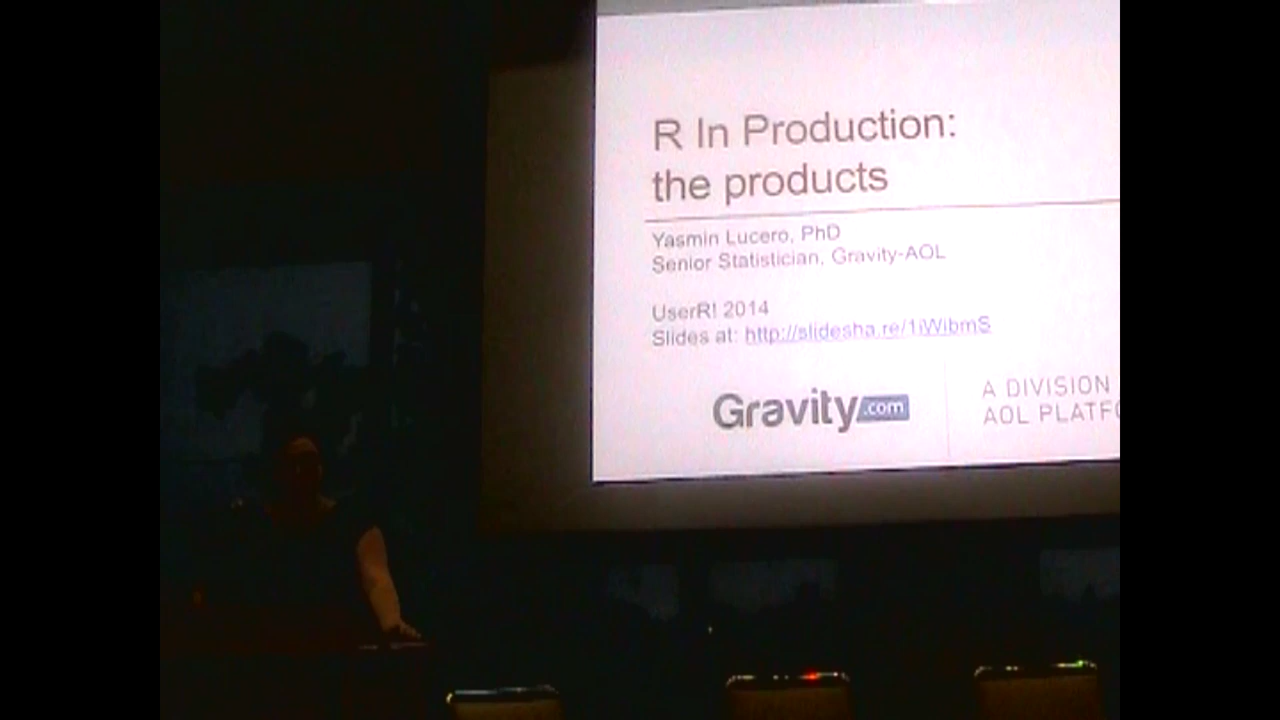 R In Production:
the products
Yasmin Lucero, PhD
Senior Statistician, Gravity-AOL
UserR! 2014
Slides at: http://slidesha.re/1iWibmS
Gravity.com
A DIVISION
AOL PLATFO